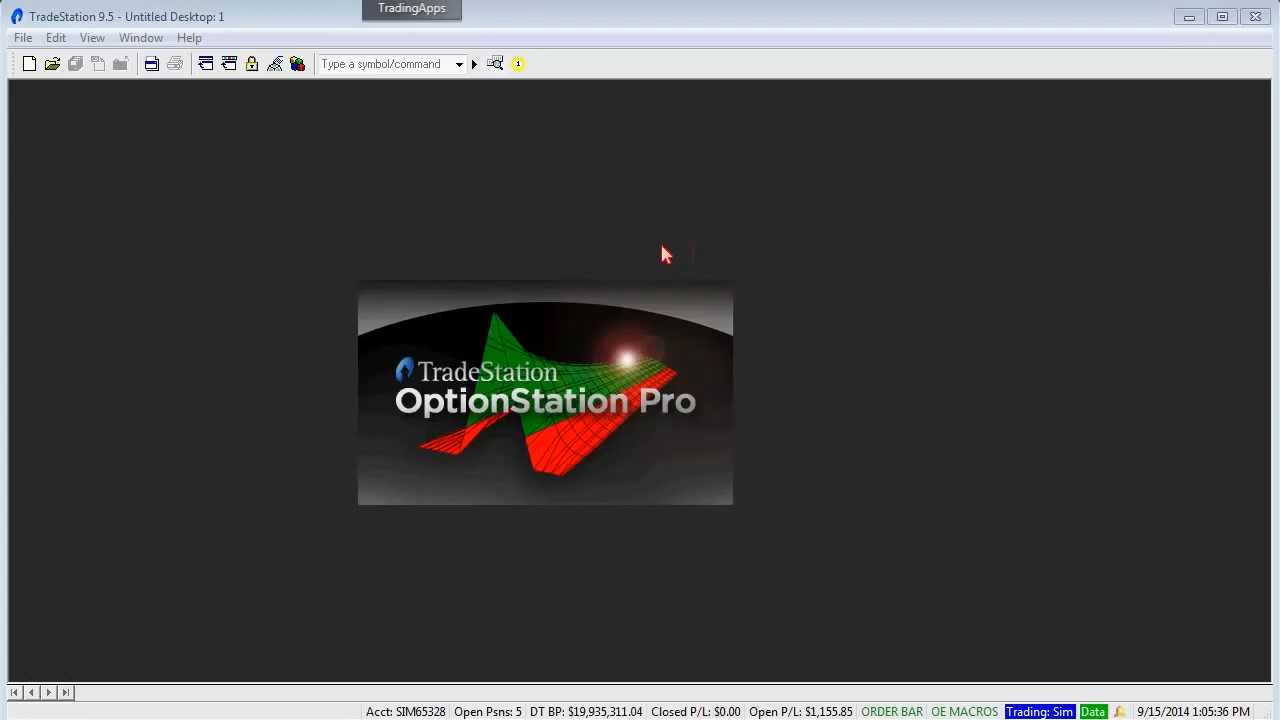 TradeStation 9.5 - Untitled Desktop: 1
TradingApps
File Edit View Window Help
Type a symbol/command
1
TradeStation
OptionStation Pro
Acct: SIM65328 Open Psns: 5 DT BP: $19,935,311.04 Closed P/L: $0.00 Open P/L: $1,155.85 ORDER BAR OE MACROS Trading: Sim Data 9/15/2014 1:05:36 PM